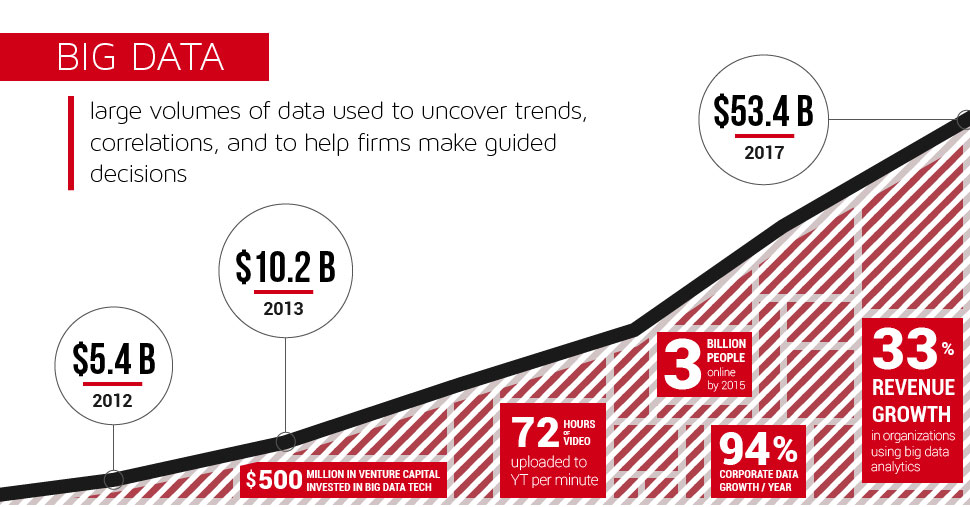 BIG DATA
large volumes of data used to uncover trends,
correlations, and to help firms make guided
decisions
$53.4 B
2017
$10.2 B
2013
$5.4 B
2012
$500 MILLION IN VENTURE CAPITAL
INVESTED IN BIG DATA TECH
72 HOURS
OF
VIDEO
uploaded to
YT per minute
3 BILLION
PEOPLE
online
by 2015
94%
CORPORATE DATA
GROWTH / YEAR
33%
REVENUE
GROWTH
in organizations
using big data
analytics